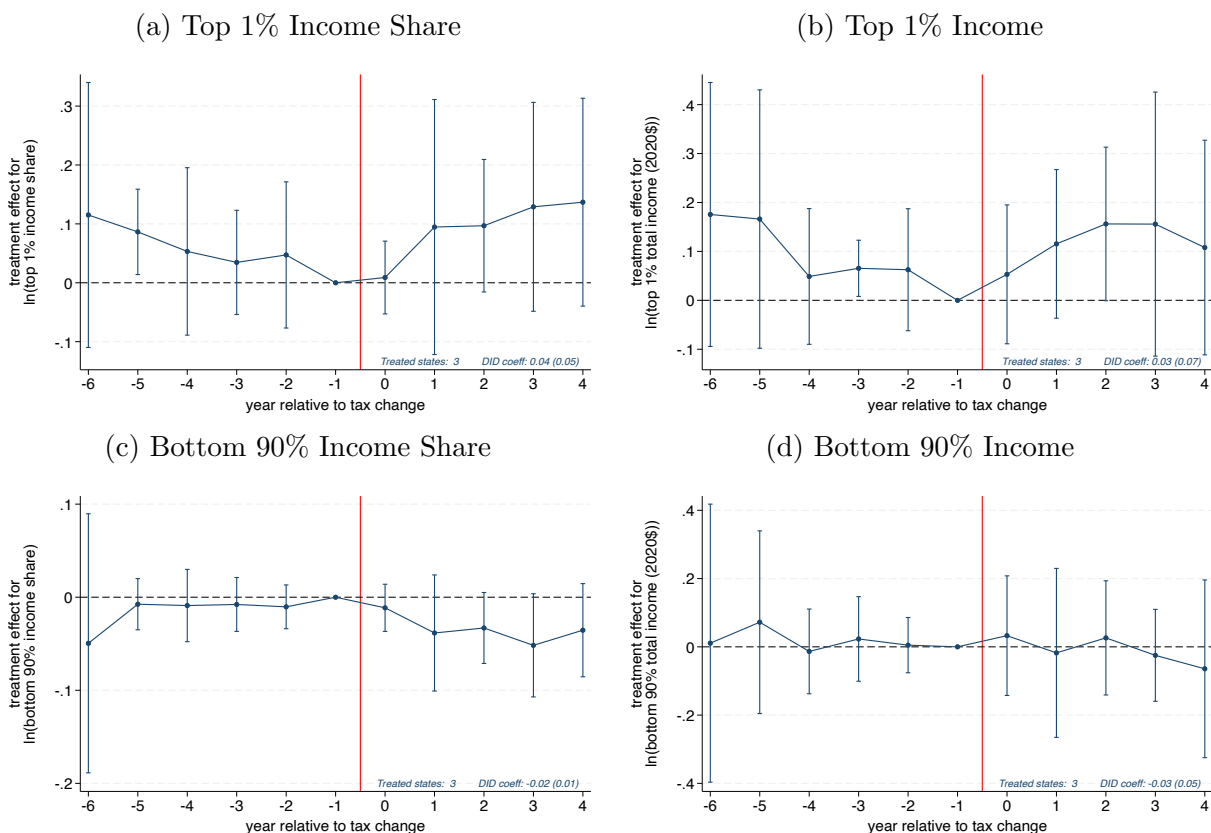 (a) Top 1% Income Share
treatment effect for
ln(top 1% income share)
.3
.2
.1
0
-.1
Treated states: 3 DID coeff: 0.04 (0.05)
-6 -5 -4 -3 -2 -1 0 1 2 3 4
year relative to tax change
(b) Top 1% Income
treatment effect for
ln(top 1% total income (2020$))
.4
.3
.2
.1
0
-.1
Treated states: 3 DID coeff: 0.03 (0.07)
-6 -5 -4 -3 -2 -1 0 1 2 3 4
year relative to tax change
(c) Bottom 90% Income Share
treatment effect for
ln(bottom 90% income share)
.1
0
-.1
-.2
Treated states: 3 DID coeff: -0.02 (0.01)
-6 -5 -4 -3 -2 -1 0 1 2 3 4
year relative to tax change
(d) Bottom 90% Income
treatment effect for
ln(bottom 90% total income (2020$))
.4
.2
0
-.2
-.4
Treated states: 3 DID coeff: -0.03 (0.05)
-6 -5 -4 -3 -2 -1 0 1 2 3 4
year relative to tax change